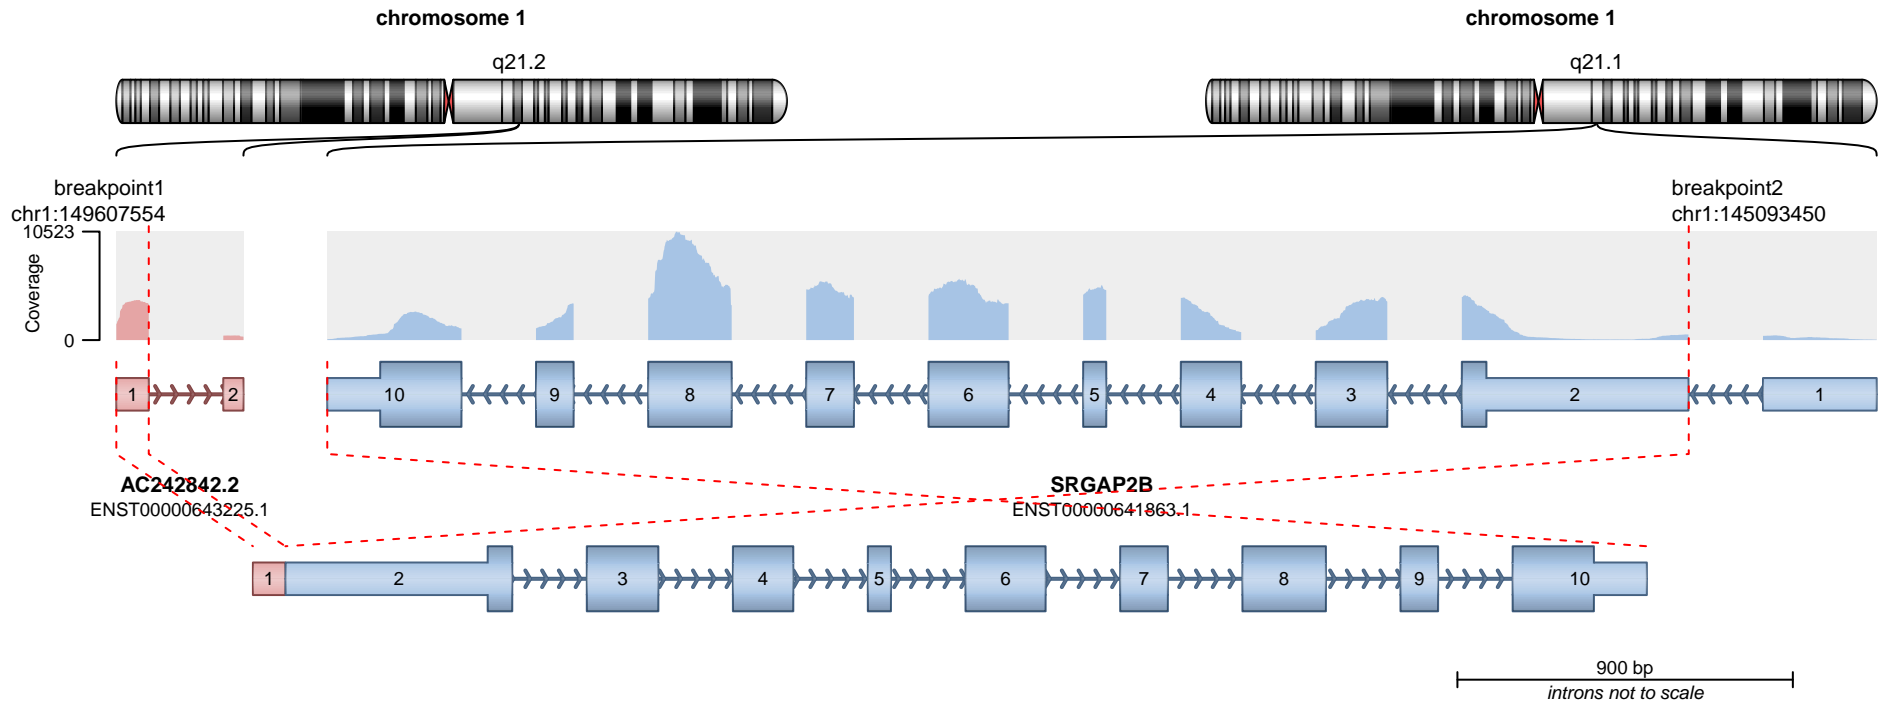 chromosome 1
chromosome 1
q21.2
q21.1
breakpoint1
chr1:149607554
breakpoint2
chr1:145093450
10523
Coverage
0
1
2
10
9
8
7
6
5
4
3
2
1
AC242842.2
ENST00000643225.1
SRGAP2B
ENST00000641863.1
1
2
3
4
5
6
7
8
9
10
900 bp
introns not to scale